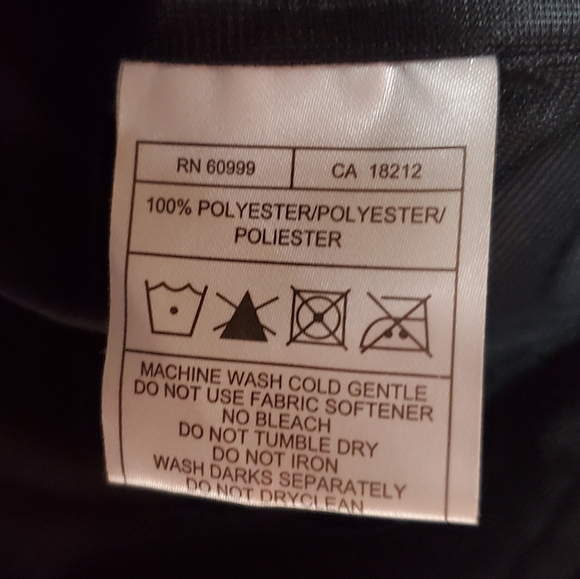 RN 60999 CA 18212
100% POLYESTER/POLYESTER/
POLIESTER
MACHINE WASH COLD GENTLE
DO NOT USE FABRIC SOFTENER
NO BLEACH
DO NOT TUMBLE DRY
DO NOT IRON
WASH DARKS SEPARATELY
DO NOT DRYCLEAN